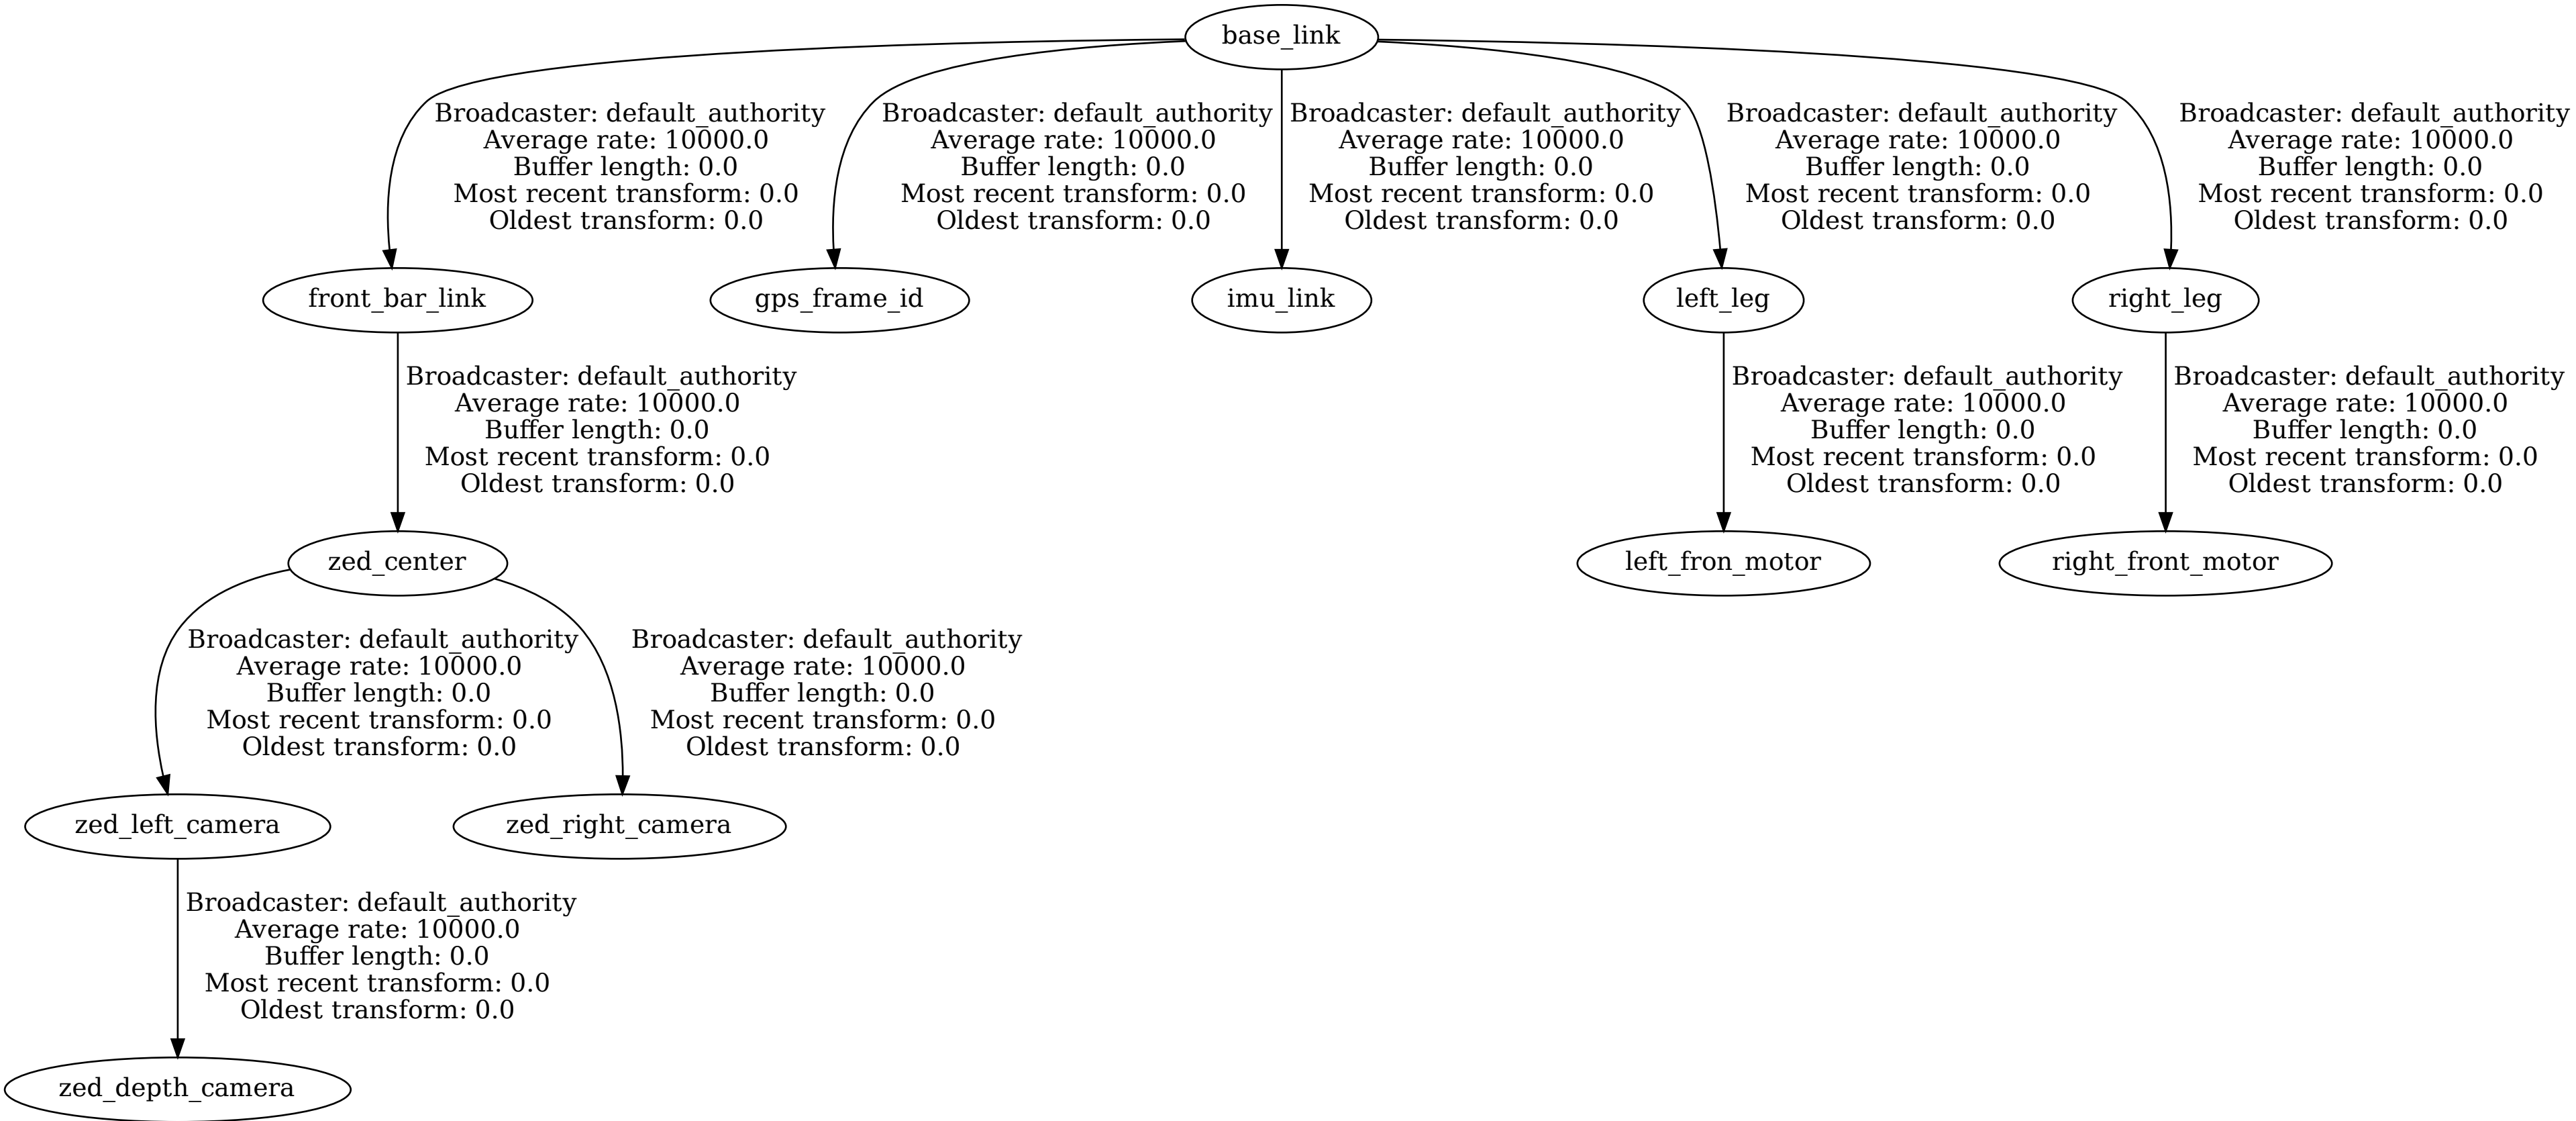 base_link
Broadcaster: default_authority
Average rate: 10000.0
Buffer length: 0.0
Most recent transform: 0.0
Oldest transform: 0.0
Broadcaster: default_authority
Average rate: 10000.0
Buffer length: 0.0
Most recent transform: 0.0
Oldest transform: 0.0
Broadcaster: default_authority
Average rate: 10000.0
Buffer length: 0.0
Most recent transform: 0.0
Oldest transform: 0.0
Broadcaster: default_authority
Average rate: 10000.0
Buffer length: 0.0
Most recent transform: 0.0
Oldest transform: 0.0
Broadcaster: default_authority
Average rate: 10000.0
Buffer length: 0.0
Most recent transform: 0.0
Oldest transform: 0.0
front_bar_link
gps_frame_id
imu_link
left_leg
right_leg
Broadcaster: default_authority
Average rate: 10000.0
Buffer length: 0.0
Most recent transform: 0.0
Oldest transform: 0.0
Broadcaster: default_authority
Average rate: 10000.0
Buffer length: 0.0
Most recent transform: 0.0
Oldest transform: 0.0
Broadcaster: default_authority
Average rate: 10000.0
Buffer length: 0.0
Most recent transform: 0.0
Oldest transform: 0.0
zed_center
left_fron_motor
right_front_motor
Broadcaster: default_authority
Average rate: 10000.0
Buffer length: 0.0
Most recent transform: 0.0
Oldest transform: 0.0
Broadcaster: default_authority
Average rate: 10000.0
Buffer length: 0.0
Most recent transform: 0.0
Oldest transform: 0.0
zed_left_camera
zed_right_camera
Broadcaster: default_authority
Average rate: 10000.0
Buffer length: 0.0
Most recent transform: 0.0
Oldest transform: 0.0
zed_depth_camera